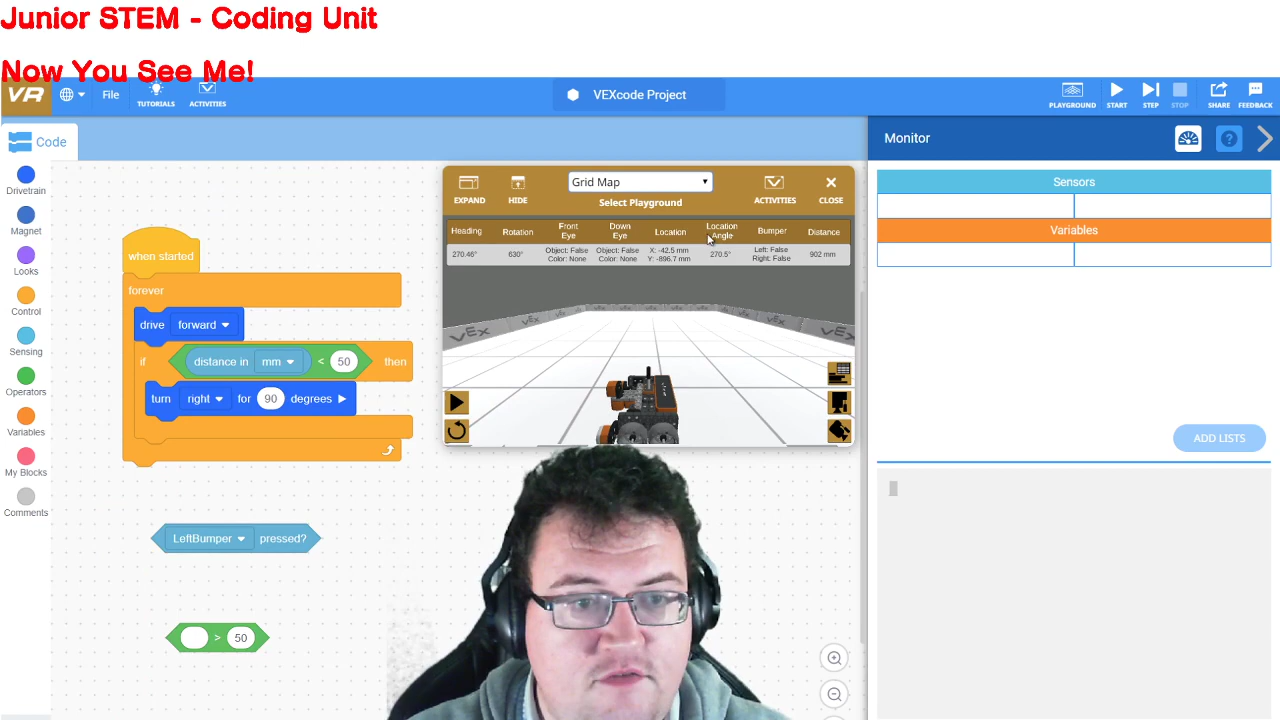 Junior STEM - Coding Unit
Now You See Me!
VR
File
TUTORIALS
ACTIVITIES
VEXcode Project
PLAYGROUND
START
STEP
STOP
SHARE
FEEDBACK
Code
Drivetrain
Magnet
Looks
Control
Sensing
Operators
Variables
My Blocks
Comments
when started
forever
drive forward
if distance in mm < 50 then
turn right for 90 degrees
LeftBumper pressed?
> 50
EXPAND
HIDE
Grid Map
Select Playground
ACTIVITIES
CLOSE
Heading Rotation Front Eye Down Eye Location Location Angle Bumper Distance
270.46° 630° Object: False Color: None Object: False Color: None X: -42.5 mm Y: -896.7 mm 270.5° Left: False Right: False 902 mm
VEX VEX VEX VEX
Monitor
?
Sensors
Variables
ADD LISTS